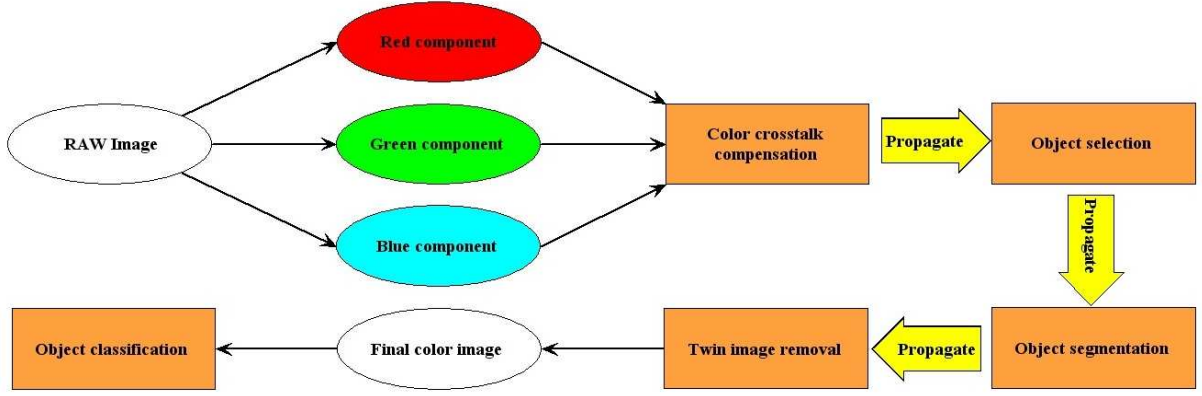 Red component
RAW Image
Green component
Color crosstalk
compensation
Propagate
Object selection
Blue component
Propagate
Object classification
Final color image
Twin image removal
Propagate
Object segmentation